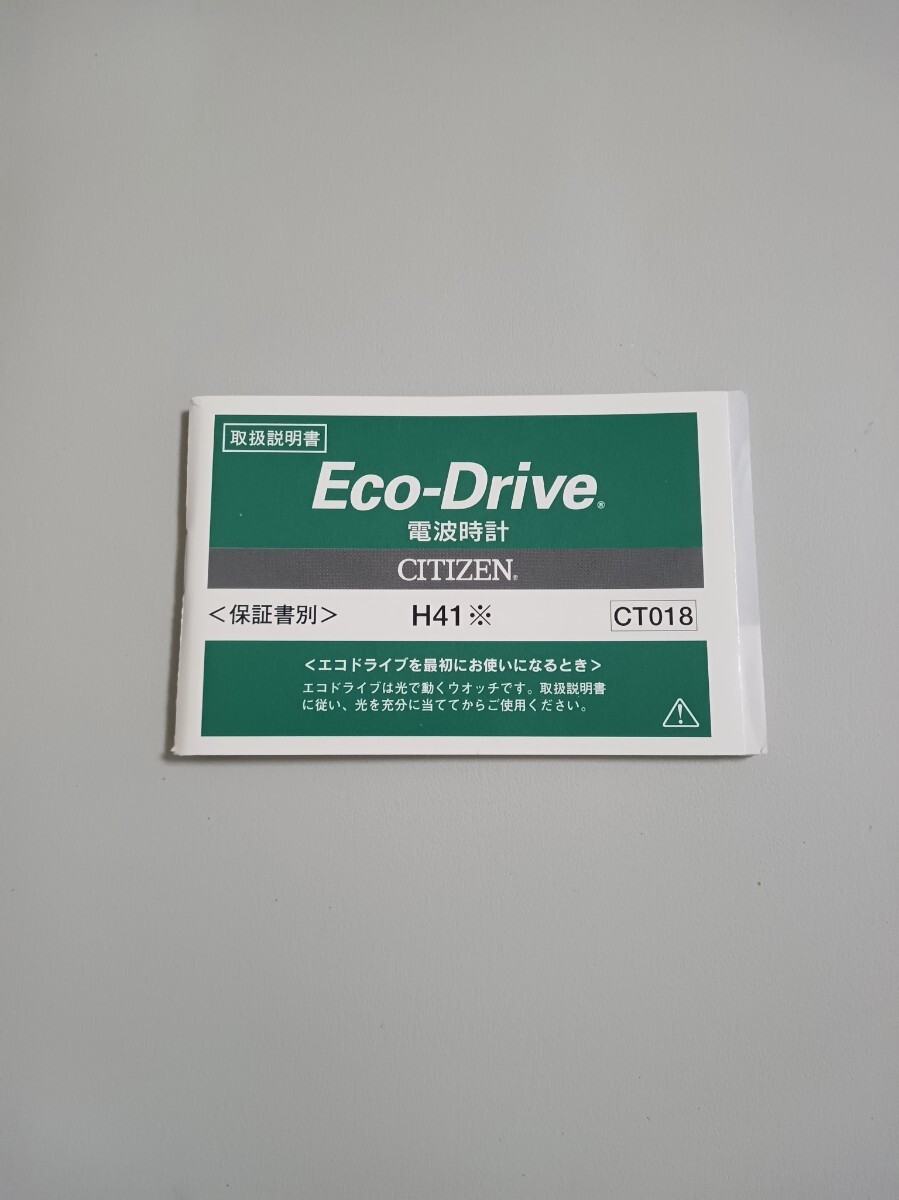 取扱説明書
Eco-Drive®
電波時計
CITIZEN®
＜保証書別＞ H41※ CT018
＜エコドライブを最初にお使いになるとき＞
エコドライブは光で動くウオッチです。取扱説明書
に従い、光を充分に当ててからご使用ください。